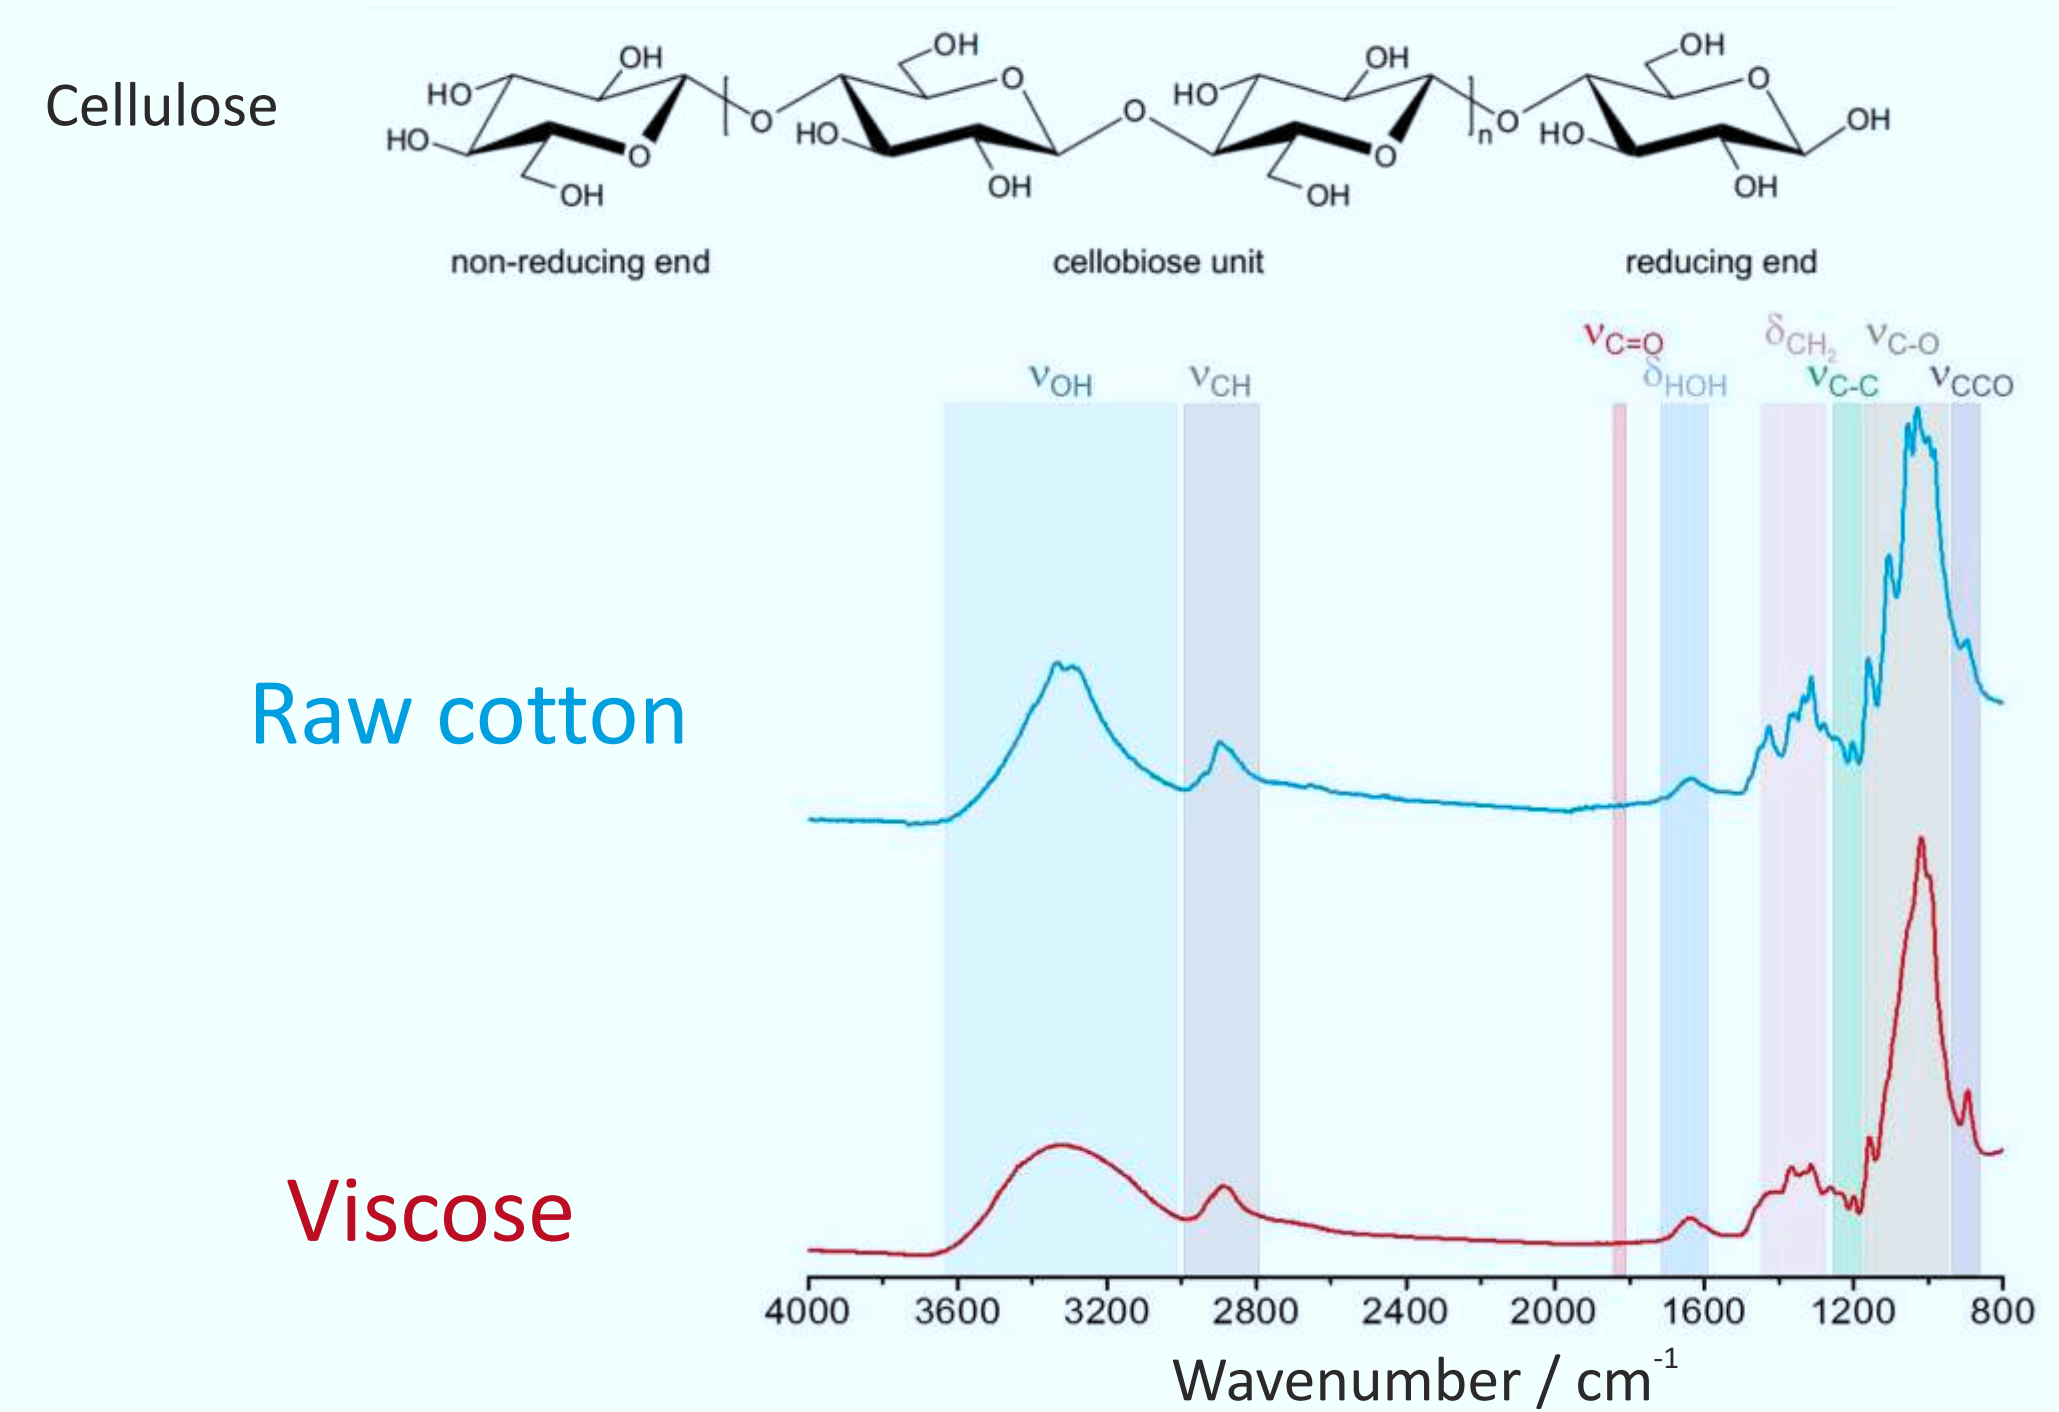 Cellulose
OH OH OH OH
HO O HO O
HO O HO O HO OH
O O n O
OH OH OH OH
non-reducing end cellobiose unit reducing end
νC=O δCH₂ νC-O
νOH νCH δHOH νC-C νCCO
Raw cotton
Viscose
4000 3600 3200 2800 2400 2000 1600 1200 800
Wavenumber / cm⁻¹